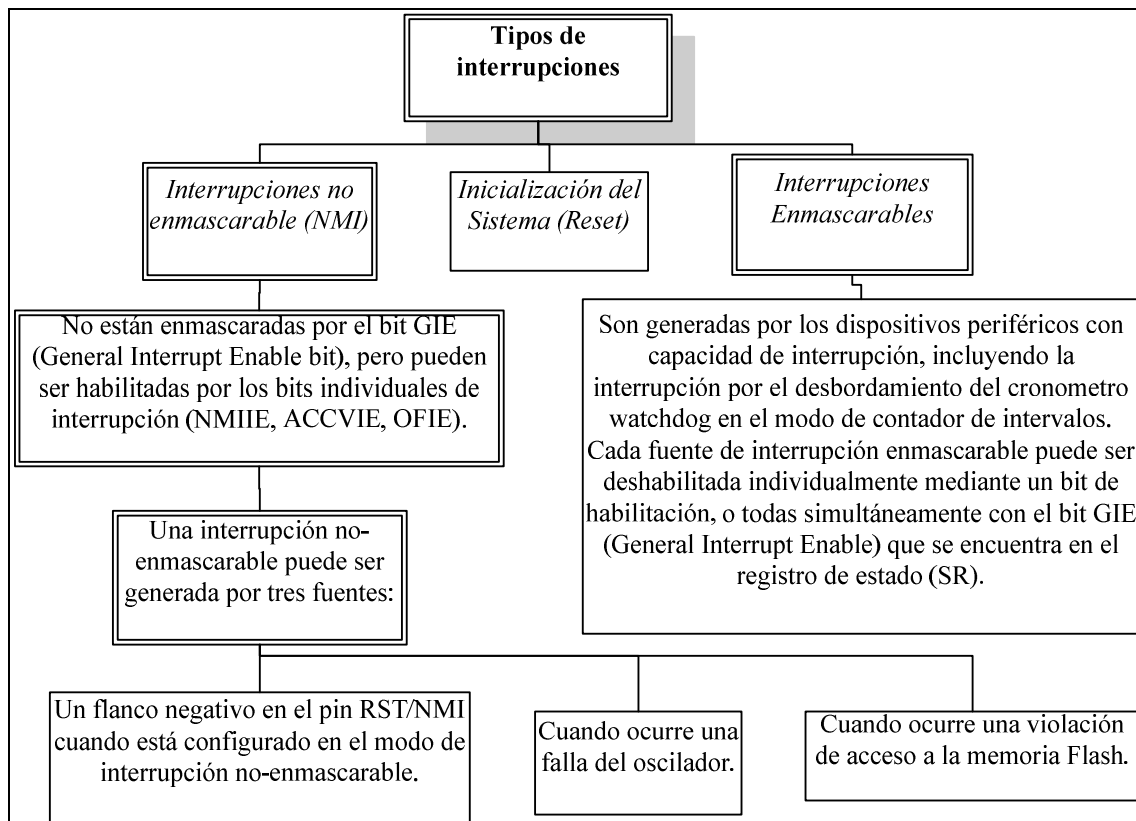 Tipos de
interrupciones
Interrupciones no
enmascarable (NMI)
Inicialización del
Sistema (Reset)
Interrupciones
Enmascarables
No están enmascaradas por el bit GIE
(General Interrupt Enable bit), pero pueden
ser habilitadas por los bits individuales de
interrupción (NMIIE, ACCVIE, OFIE).
Son generadas por los dispositivos periféricos con
capacidad de interrupción, incluyendo la
interrupción por el desbordamiento del cronometro
watchdog en el modo de contador de intervalos.
Cada fuente de interrupción enmascarable puede ser
deshabilitada individualmente mediante un bit de
habilitación, o todas simultáneamente con el bit GIE
(General Interrupt Enable) que se encuentra en el
registro de estado (SR).
Una interrupción no-
enmascarable puede ser
generada por tres fuentes:
Un flanco negativo en el pin RST/NMI
cuando está configurado en el modo de
interrupción no-enmascarable.
Cuando ocurre una
falla del oscilador.
Cuando ocurre una violación
de acceso a la memoria Flash.